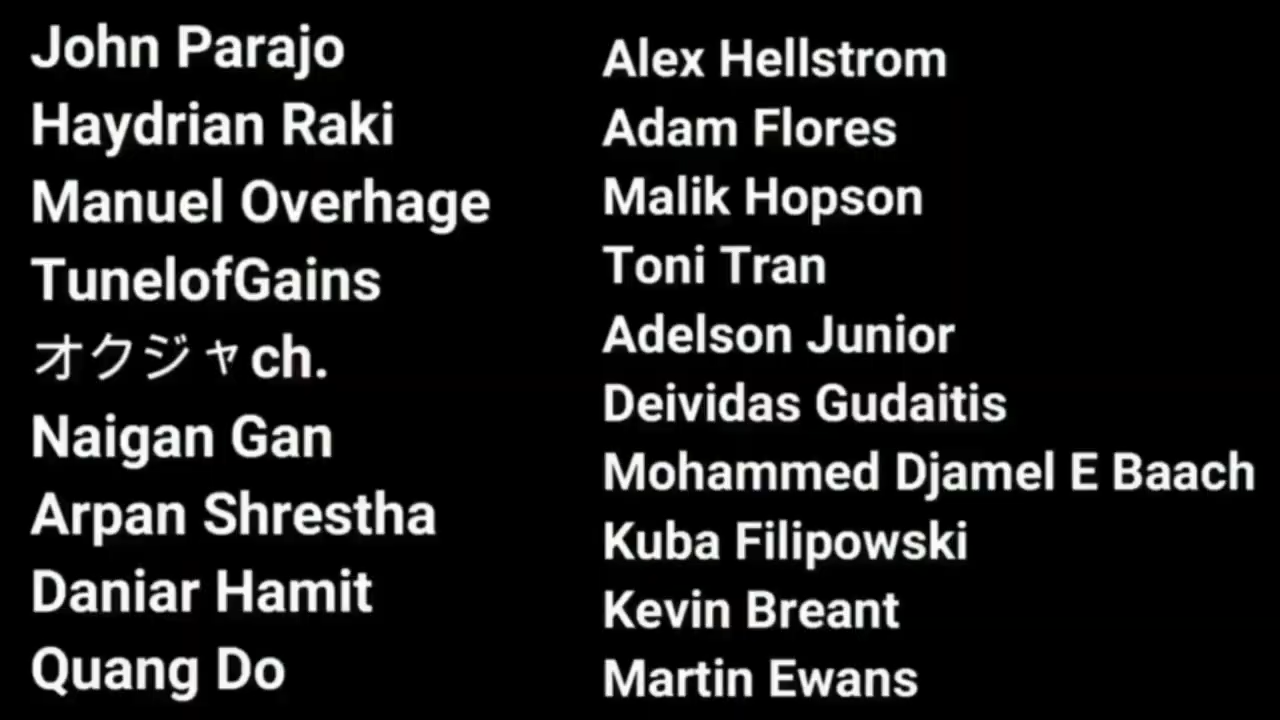 John Parajo
Haydrian Raki
Manuel Overhage
TunelofGains
オクジャch.
Naigan Gan
Arpan Shrestha
Daniar Hamit
Quang Do
Alex Hellstrom
Adam Flores
Malik Hopson
Toni Tran
Adelson Junior
Deividas Gudaitis
Mohammed Djamel E Baach
Kuba Filipowski
Kevin Breant
Martin Ewans